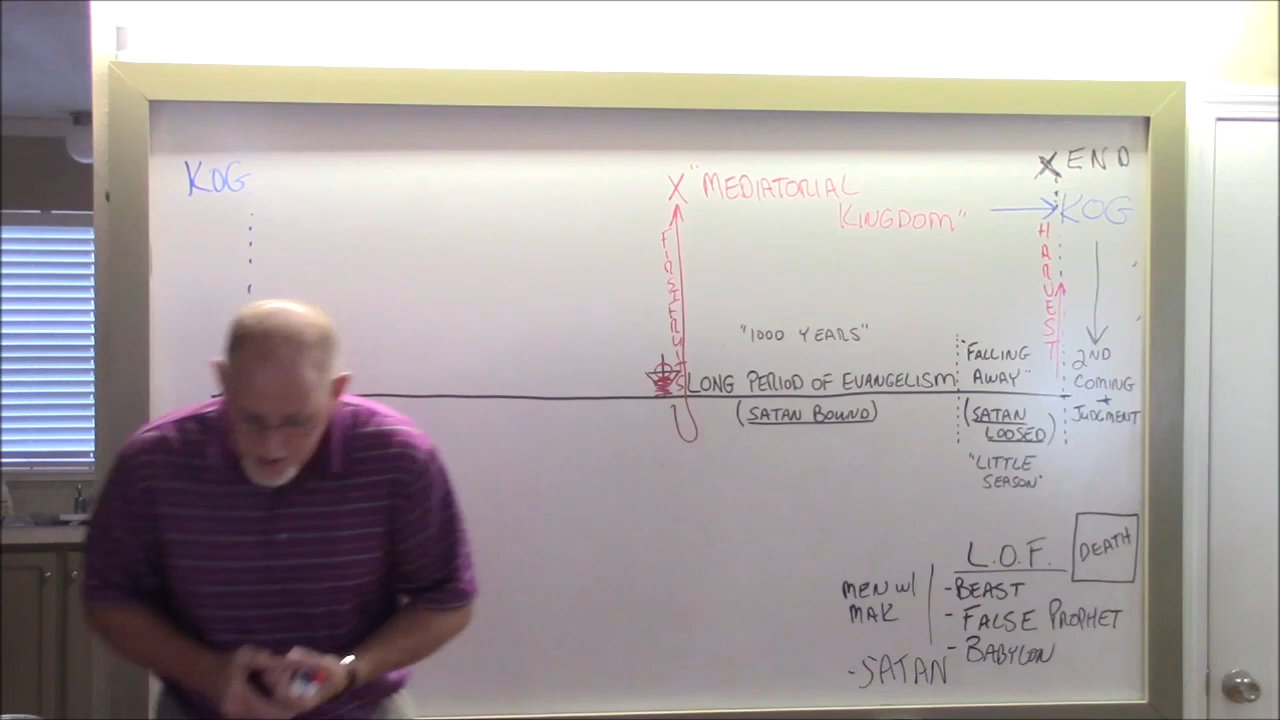 KOG
X "MEDIATORIAL
KINGDOM"
X END
KOG
FIRSTFRUITS
HARVEST
"1000 YEARS"
LONG PERIOD OF EVANGELISM
(SATAN BOUND)
"FALLING
AWAY"
(SATAN
LOOSED)
"LITTLE
SEASON"
2ND
COMING
+
JUDGMENT
L.O.F.
DEATH
MEN W/
MAK
- BEAST
- FALSE PROPHET
- BABYLON
- SATAN